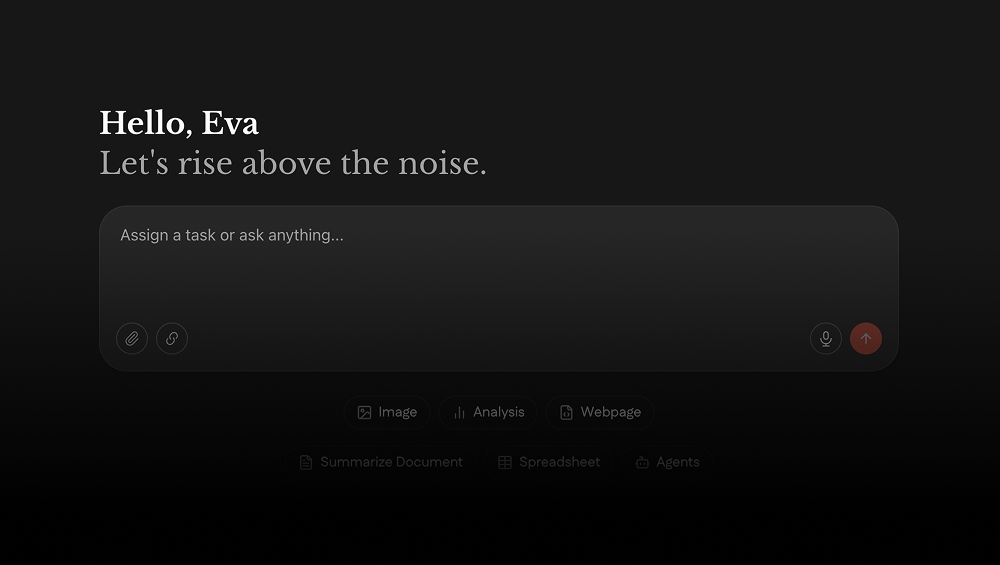 Hello, Eva
Let's rise above the noise.
Assign a task or ask anything...
Image Analysis Webpage
Summarize Document Spreadsheet Agents